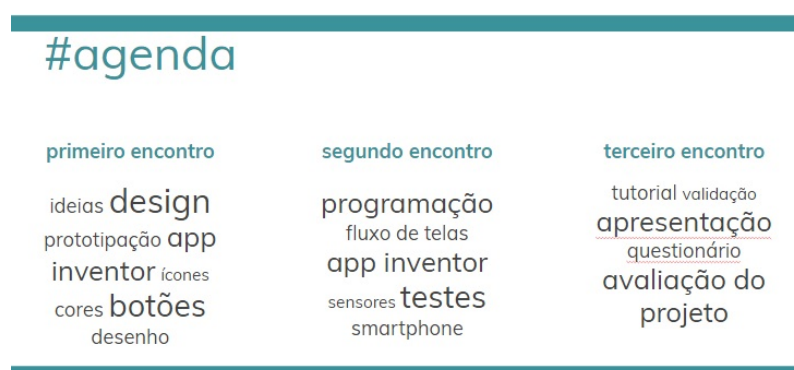 #agenda
primeiro encontro
ideias design
prototipação app
inventor ícones
cores botões
desenho
segundo encontro
programação
fluxo de telas
app inventor
sensores testes
smartphone
terceiro encontro
tutorial validação
apresentação
questionário
avaliação do
projeto